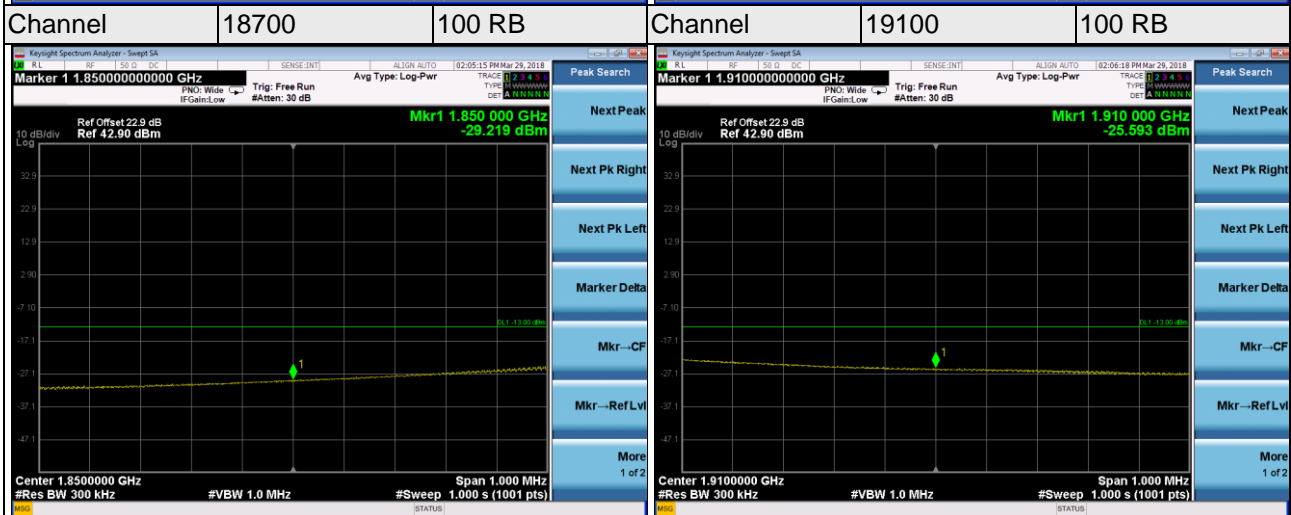 Channel 18700 100 RB Channel 19100 100 RB
Keysight Spectrum Analyzer - Swept SA
RL RF 50 Ω DC SENSE:INT ALIGN AUTO 02:05:15 PM Mar 29, 2018
Marker 1 1.850000000000 GHz Avg Type: Log-Pwr TRACE 1 2 3 4 5 6
PNO: Wide Trig: Free Run TYPE M WWWWW
IFGain:Low #Atten: 30 dB DET A N N N N N
Peak Search
Ref Offset 22.9 dB Mkr1 1.850 000 GHz
10 dB/div Ref 42.90 dBm -29.219 dBm
Log
32.9
22.9
12.9
2.90
-7.10
DL1 -13.00 dBm
-17.1
1
-27.1
-37.1
-47.1
Center 1.8500000 GHz Span 1.000 MHz
#Res BW 300 kHz #VBW 1.0 MHz #Sweep 1.000 s (1001 pts)
MSG STATUS
Next Peak
Next Pk Right
Next Pk Left
Marker Delta
Mkr→CF
Mkr→Ref Lvl
More
1 of 2
Keysight Spectrum Analyzer - Swept SA
RL RF 50 Ω DC SENSE:INT ALIGN AUTO 02:06:18 PM Mar 29, 2018
Marker 1 1.910000000000 GHz Avg Type: Log-Pwr TRACE 1 2 3 4 5 6
PNO: Wide Trig: Free Run TYPE M WWWWW
IFGain:Low #Atten: 30 dB DET A N N N N N
Peak Search
Ref Offset 22.9 dB Mkr1 1.910 000 GHz
10 dB/div Ref 42.90 dBm -25.593 dBm
Log
32.9
22.9
12.9
2.90
-7.10
DL1 -13.00 dBm
-17.1
1
-27.1
-37.1
-47.1
Center 1.9100000 GHz Span 1.000 MHz
#Res BW 300 kHz #VBW 1.0 MHz #Sweep 1.000 s (1001 pts)
MSG STATUS
Next Peak
Next Pk Right
Next Pk Left
Marker Delta
Mkr→CF
Mkr→Ref Lvl
More
1 of 2